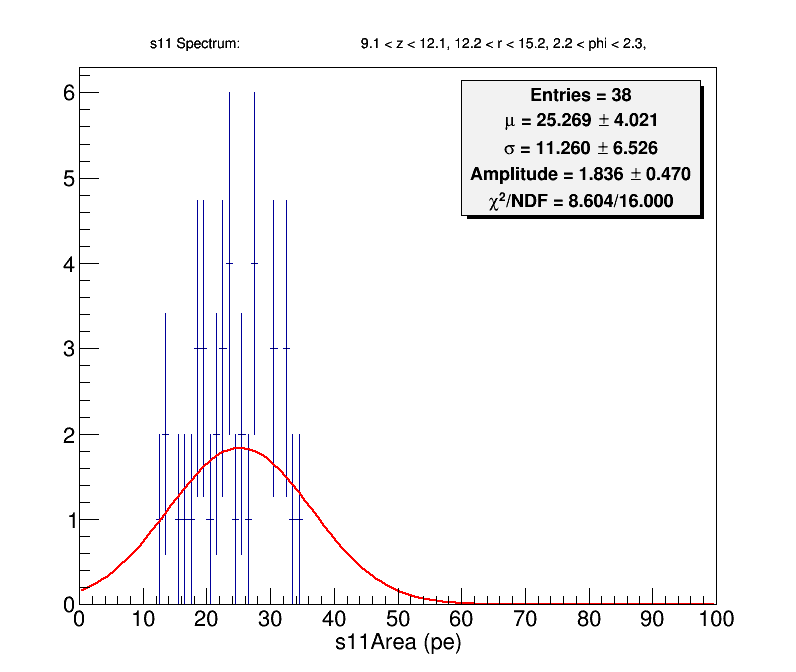 s11 Spectrum: 9.1 < z < 12.1, 12.2 < r < 15.2, 2.2 < phi < 2.3,
Entries = 38
μ = 25.269 ± 4.021
σ = 11.260 ± 6.526
Amplitude = 1.836 ± 0.470
χ²/NDF = 8.604/16.000
6
5
4
3
2
1
0
0 10 20 30 40 50 60 70 80 90 100
s11Area (pe)